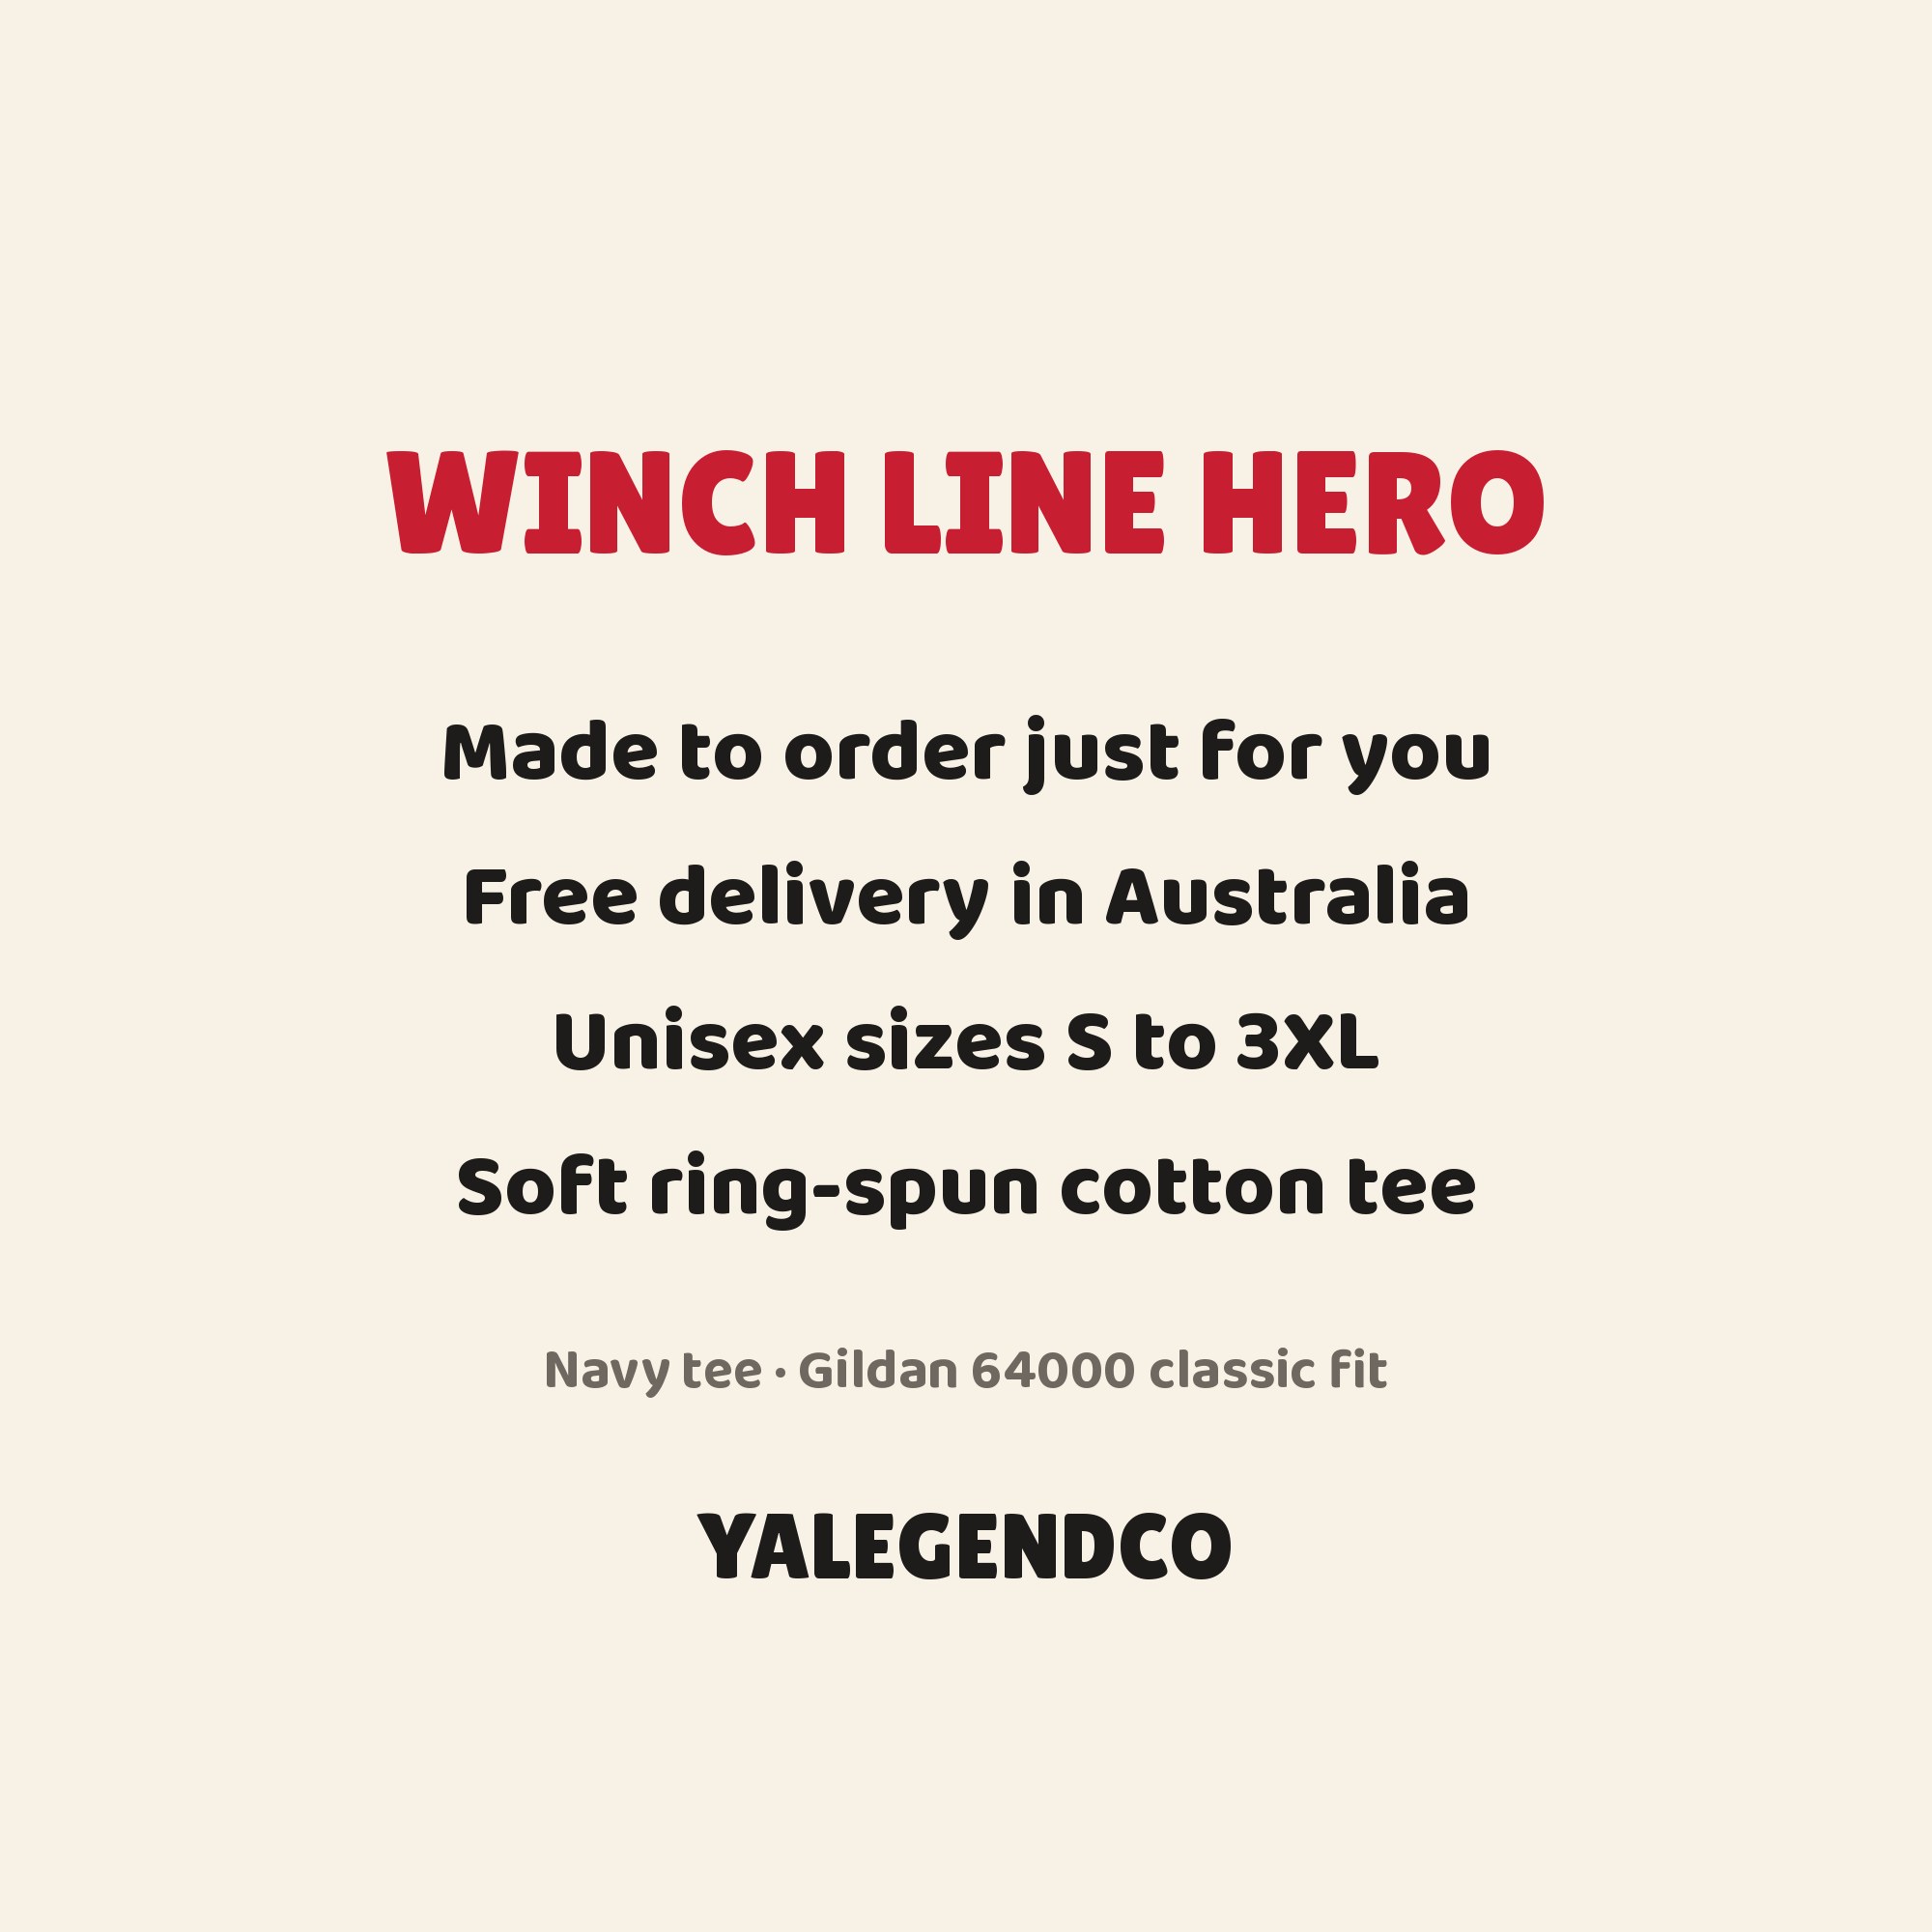 WINCH LINE HERO
Made to order just for you
Free delivery in Australia
Unisex sizes S to 3XL
Soft ring-spun cotton tee
Navy tee · Gildan 64000 classic fit
YALEGENDCO